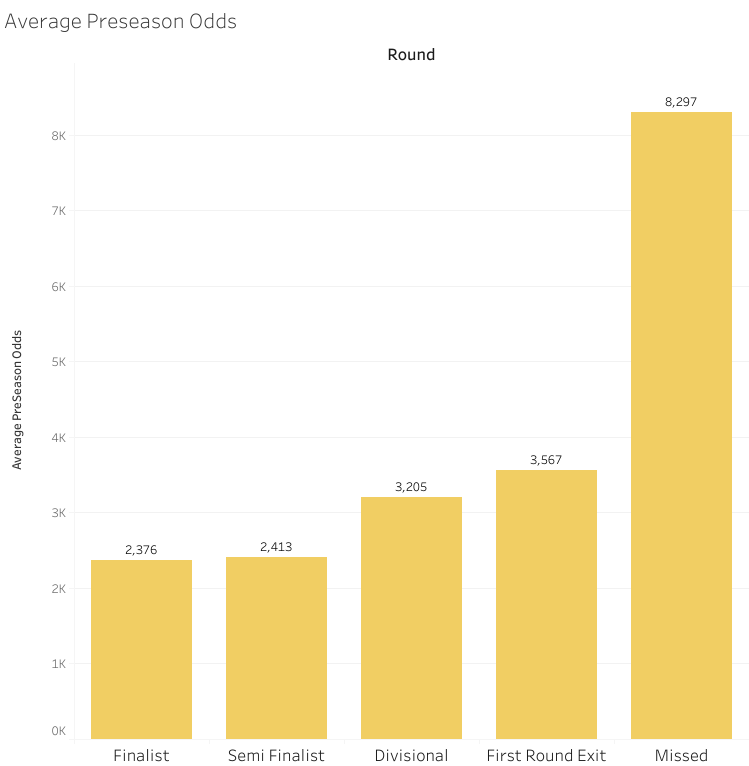 Average Preseason Odds
Round
8,297
8K
7K
6K
5K
4K
3,567
3,205
3K
2,376
2,413
2K
1K
0K
Average PreSeason Odds
Finalist
Semi Finalist
Divisional
First Round Exit
Missed